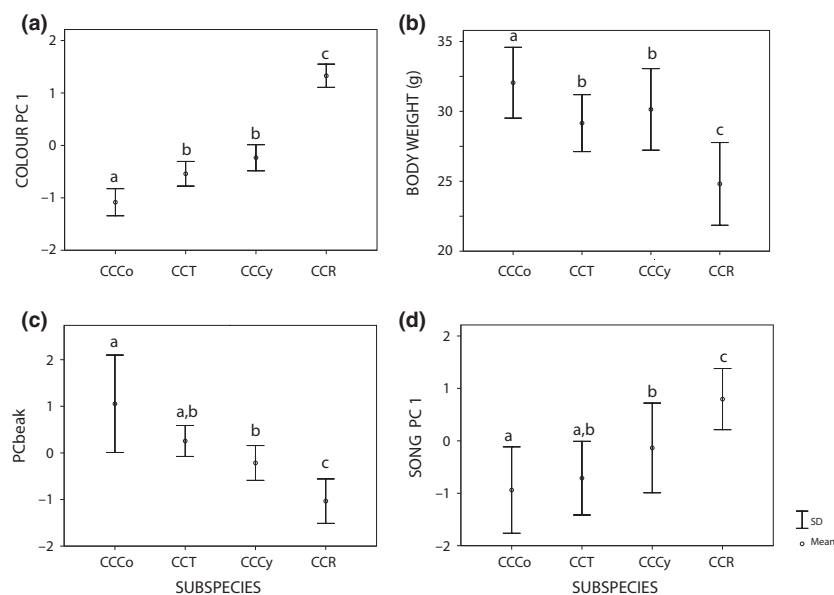 (a)
2
1
0
−1
−2
COLOUR PC 1
a
b
b
c
CCCo CCT CCCy CCR
(b)
35
30
25
20
BODY WEIGHT (g)
a
b
b
c
CCCo CCT CCCy CCR
(c)
2
1
0
−1
−2
PCbeak
a
a,b
b
c
CCCo CCT CCCy CCR
SUBSPECIES
(d)
2
1
0
−1
−2
SONG PC 1
a
a,b
b
c
CCCo CCT CCCy CCR
SUBSPECIES
SD
Mean